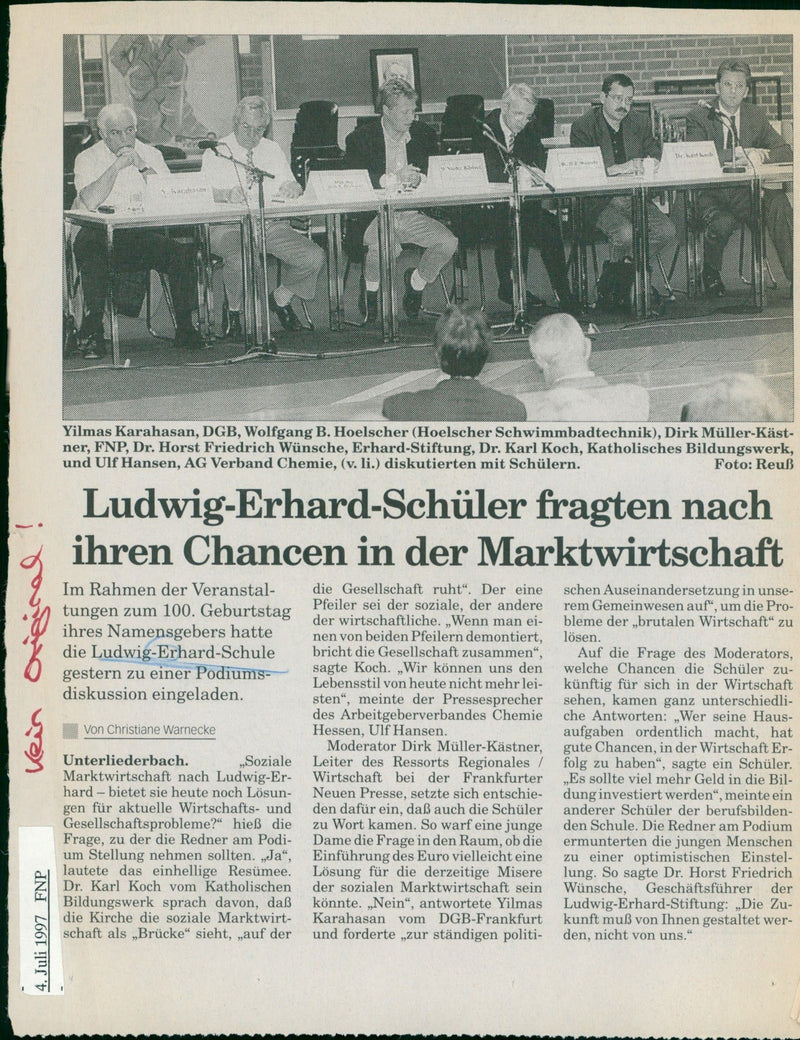 Y. Karahasan
Dr. Karl Koch
Yilmas Karahasan, DGB, Wolfgang B. Hoelscher (Hoelscher Schwimmbadtechnik), Dirk Müller-Käst-
ner, FNP, Dr. Horst Friedrich Wünsche, Erhard-Stiftung, Dr. Karl Koch, Katholisches Bildungswerk,
und Ulf Hansen, AG Verband Chemie, (v. li.) diskutierten mit Schülern. Foto: Reuß
Ludwig-Erhard-Schüler fragten nach
ihren Chancen in der Marktwirtschaft
Im Rahmen der Veranstal-
tungen zum 100. Geburtstag
ihres Namensgebers hatte
die Ludwig-Erhard-Schule
gestern zu einer Podiums-
diskussion eingeladen.
Von Christiane Warnecke
Unterliederbach. „Soziale
Marktwirtschaft nach Ludwig-Er-
hard – bietet sie heute noch Lösun-
gen für aktuelle Wirtschafts- und
Gesellschaftsprobleme?“ hieß die
Frage, zu der die Redner am Podi-
um Stellung nehmen sollten. „Ja“,
lautete das einhellige Resümee.
Dr. Karl Koch vom Katholischen
Bildungswerk sprach davon, daß
die Kirche die soziale Marktwirt-
schaft als „Brücke“ sieht, „auf der
die Gesellschaft ruht“. Der eine
Pfeiler sei der soziale, der andere
der wirtschaftliche. „Wenn man ei-
nen von beiden Pfeilern demontiert,
bricht die Gesellschaft zusammen“,
sagte Koch. „Wir können uns den
Lebensstil von heute nicht mehr lei-
sten“, meinte der Pressesprecher
des Arbeitgeberverbandes Chemie
Hessen, Ulf Hansen.
Moderator Dirk Müller-Kästner,
Leiter des Ressorts Regionales /
Wirtschaft bei der Frankfurter
Neuen Presse, setzte sich entschie-
den dafür ein, daß auch die Schüler
zu Wort kamen. So warf eine junge
Dame die Frage in den Raum, ob die
Einführung des Euro vielleicht eine
Lösung für die derzeitige Misere
der sozialen Marktwirtschaft sein
könnte. „Nein“, antwortete Yilmas
Karahasan vom DGB-Frankfurt
und forderte „zur ständigen politi-
schen Auseinandersetzung in unse-
rem Gemeinwesen auf“, um die Pro-
bleme der „brutalen Wirtschaft“ zu
lösen.
Auf die Frage des Moderators,
welche Chancen die Schüler zu-
künftig für sich in der Wirtschaft
sehen, kamen ganz unterschiedli-
che Antworten: „Wer seine Haus-
aufgaben ordentlich macht, hat
gute Chancen, in der Wirtschaft Er-
folg zu haben“, sagte ein Schüler.
„Es sollte viel mehr Geld in die Bil-
dung investiert werden“, meinte ein
anderer Schüler der berufsbilden-
den Schule. Die Redner am Podium
ermunterten die jungen Menschen
zu einer optimistischen Einstel-
lung. So sagte Dr. Horst Friedrich
Wünsche, Geschäftsführer der
Ludwig-Erhard-Stiftung: „Die Zu-
kunft muß von Ihnen gestaltet wer-
den, nicht von uns.“
Kein Original!
4. Juli 1997 FNP